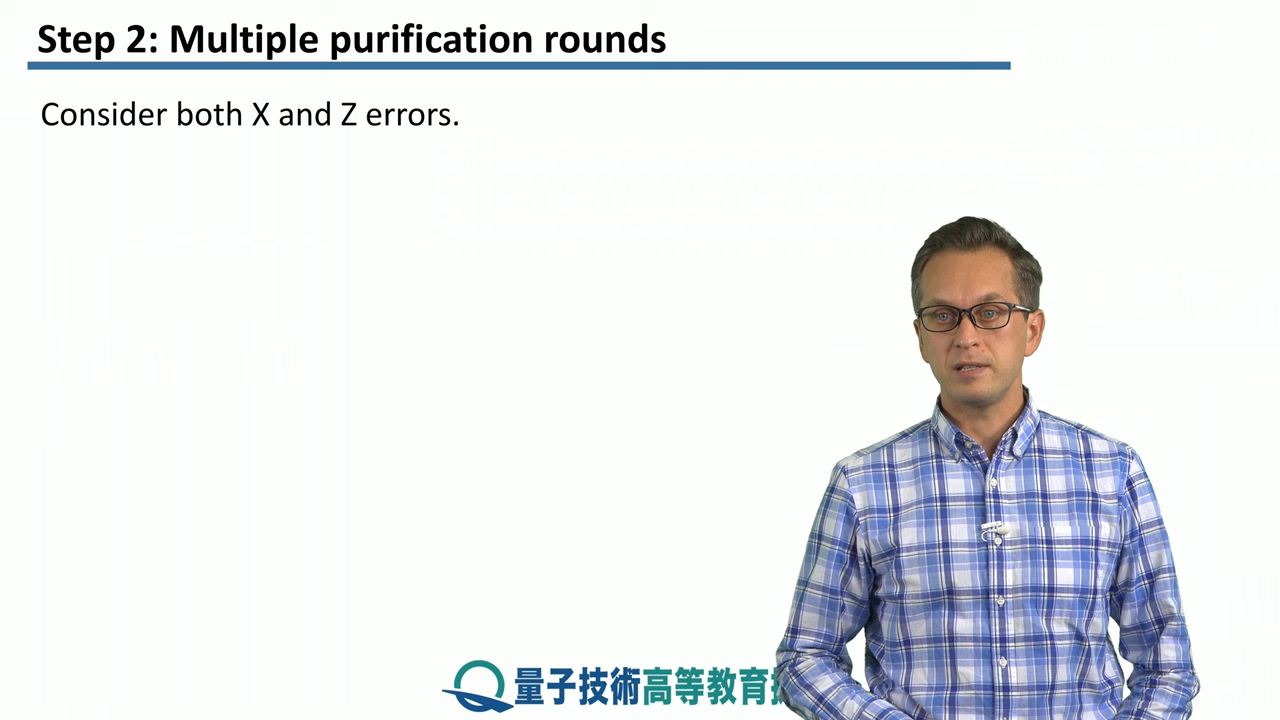 Step 2: Multiple purification rounds
Consider both X and Z errors.
量子技術高等教育